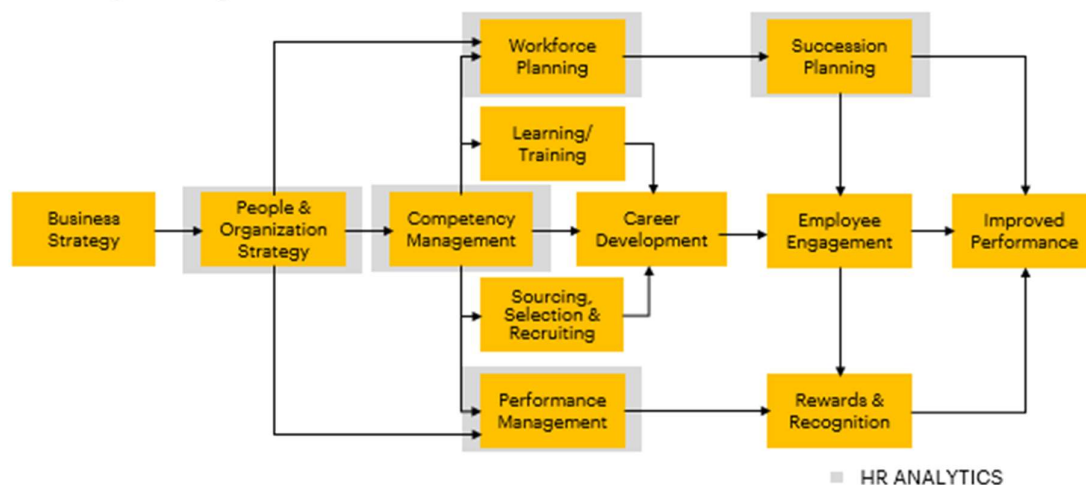 Workforce
Planning
Succession
Planning
Learning/
Training
Business
Strategy
People &
Organization
Strategy
Competency
Management
Career
Development
Employee
Engagement
Improved
Performance
Sourcing,
Selection &
Recruiting
Performance
Management
Rewards &
Recognition
HR ANALYTICS